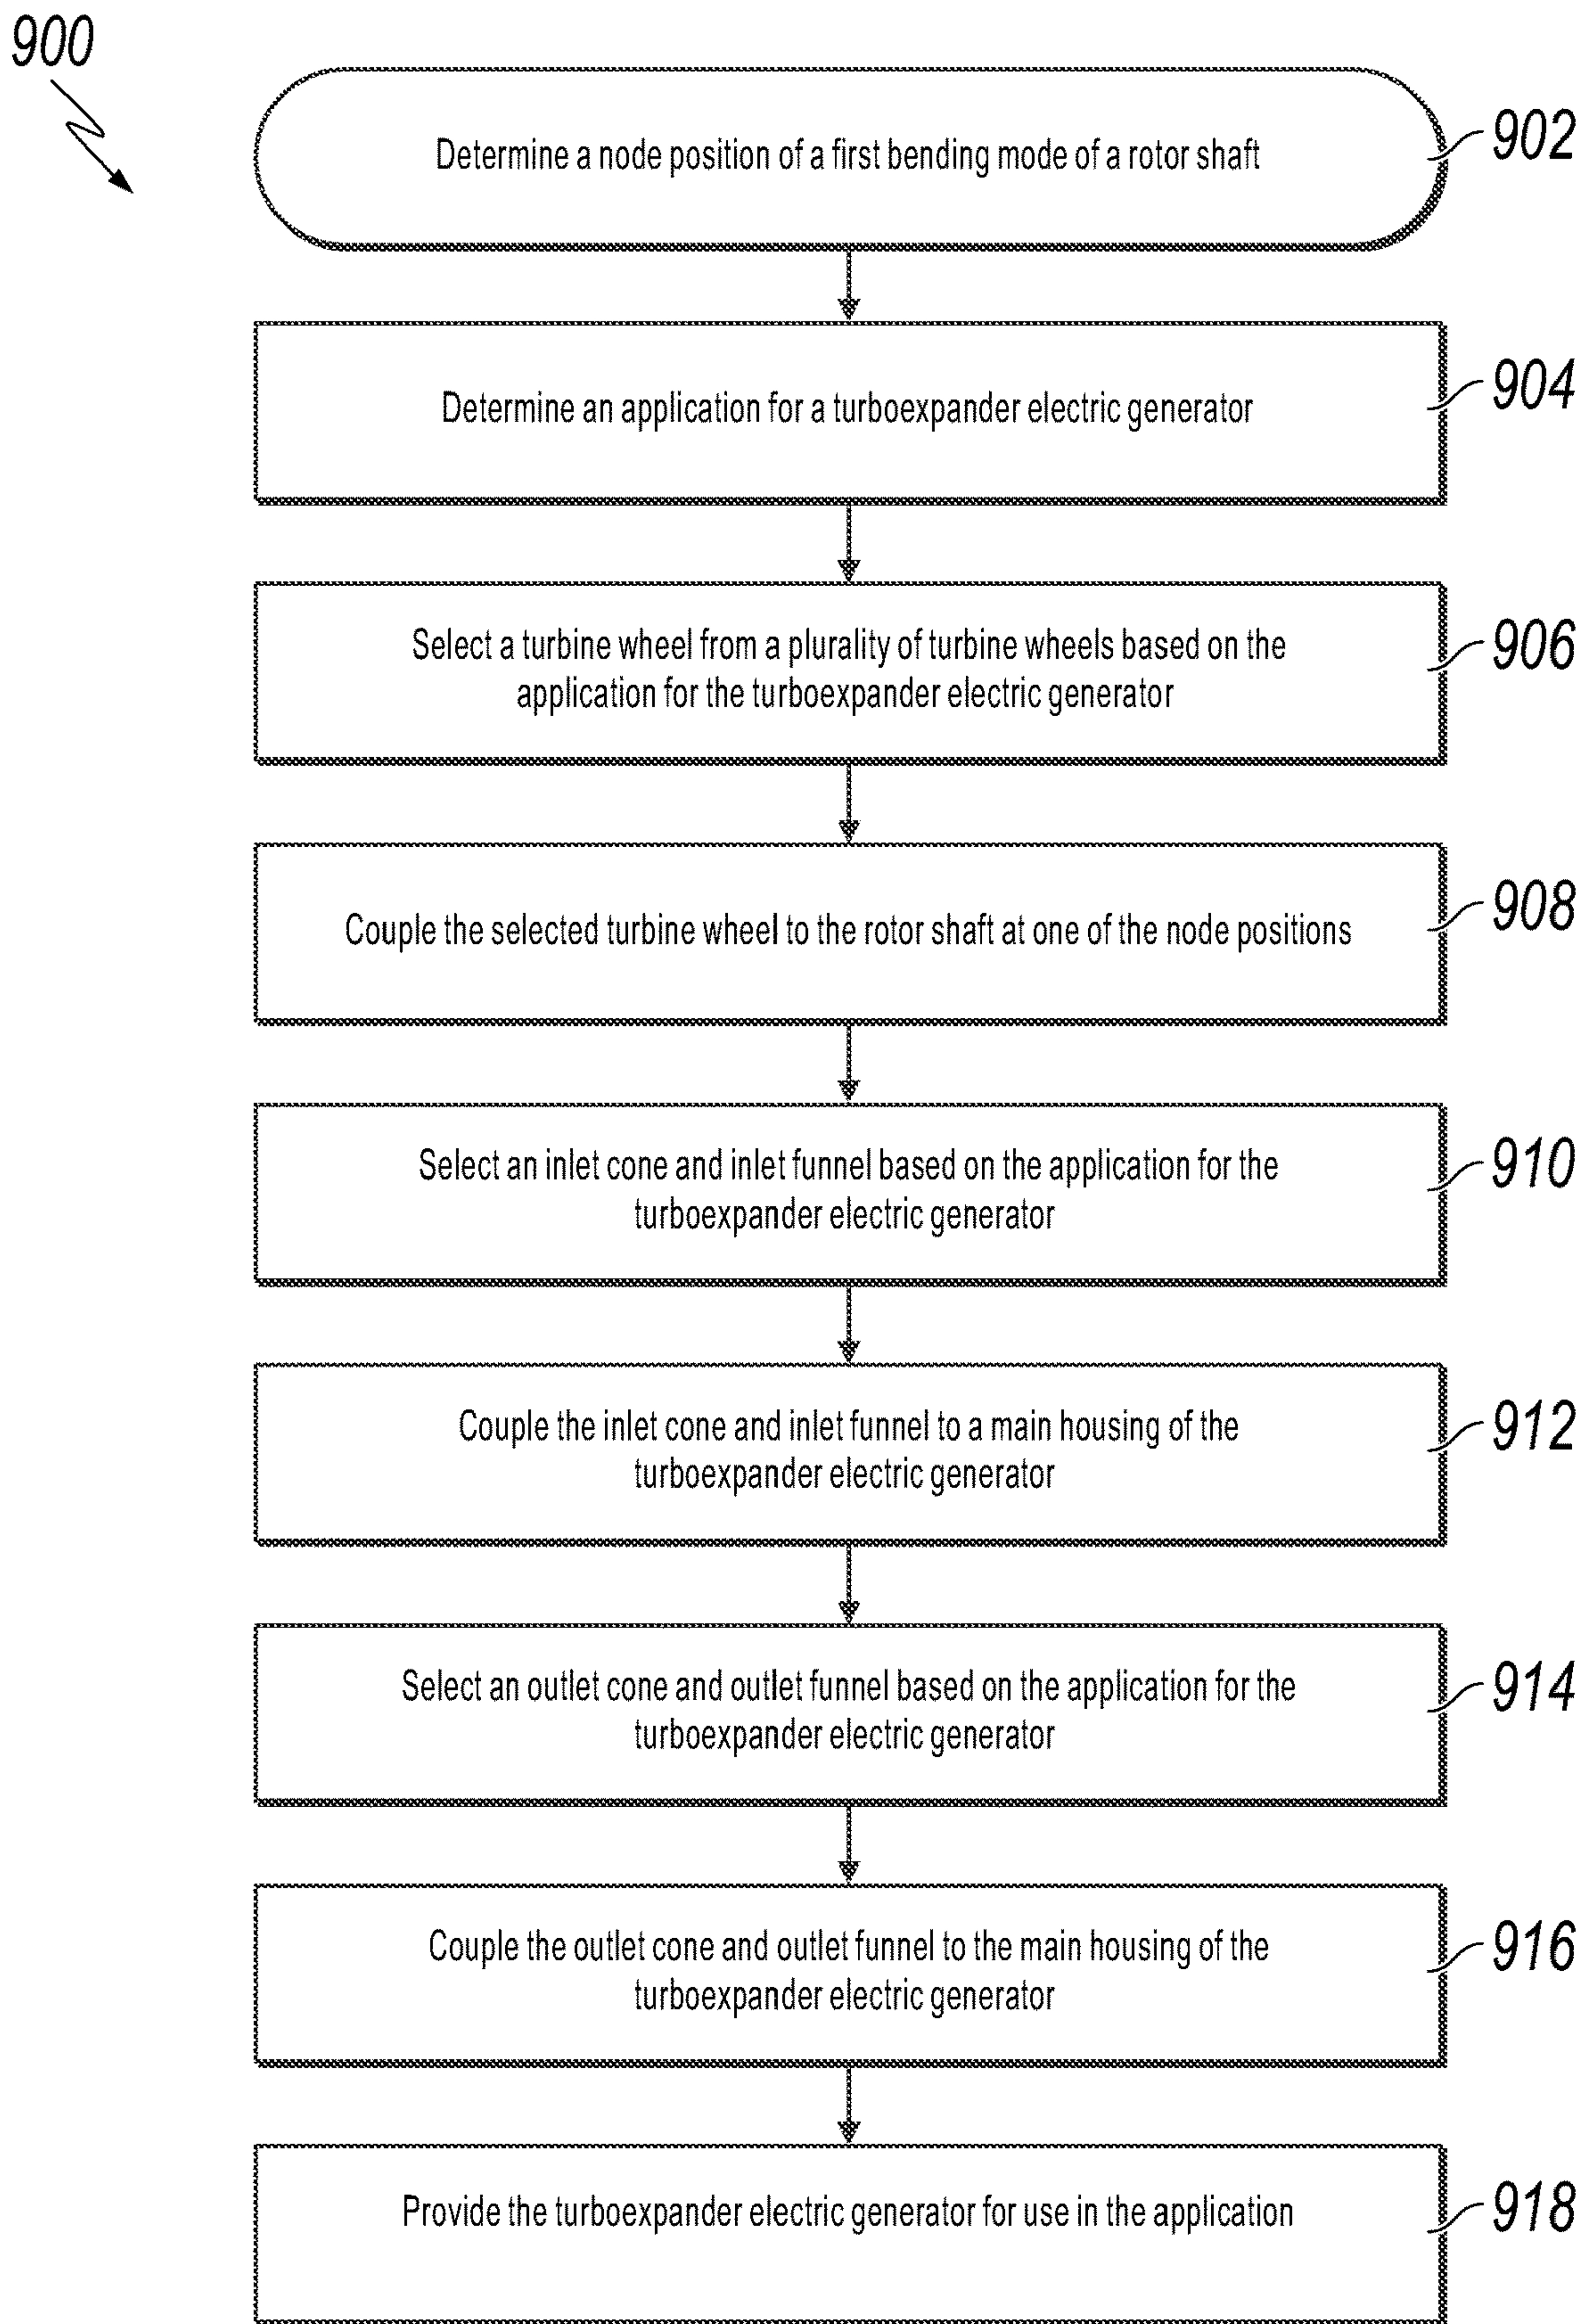 900
Determine a node position of a first bending mode of a rotor shaft
902
Determine an application for a turboexpander electric generator
904
Select a turbine wheel from a plurality of turbine wheels based on the
application for the turboexpander electric generator
906
Couple the selected turbine wheel to the rotor shaft at one of the node positions
908
Select an inlet cone and inlet funnel based on the application for the
turboexpander electric generator
910
Couple the inlet cone and inlet funnel to a main housing of the
turboexpander electric generator
912
Select an outlet cone and outlet funnel based on the application for the
turboexpander electric generator
914
Couple the outlet cone and outlet funnel to the main housing of the
turboexpander electric generator
916
Provide the turboexpander electric generator for use in the application
918